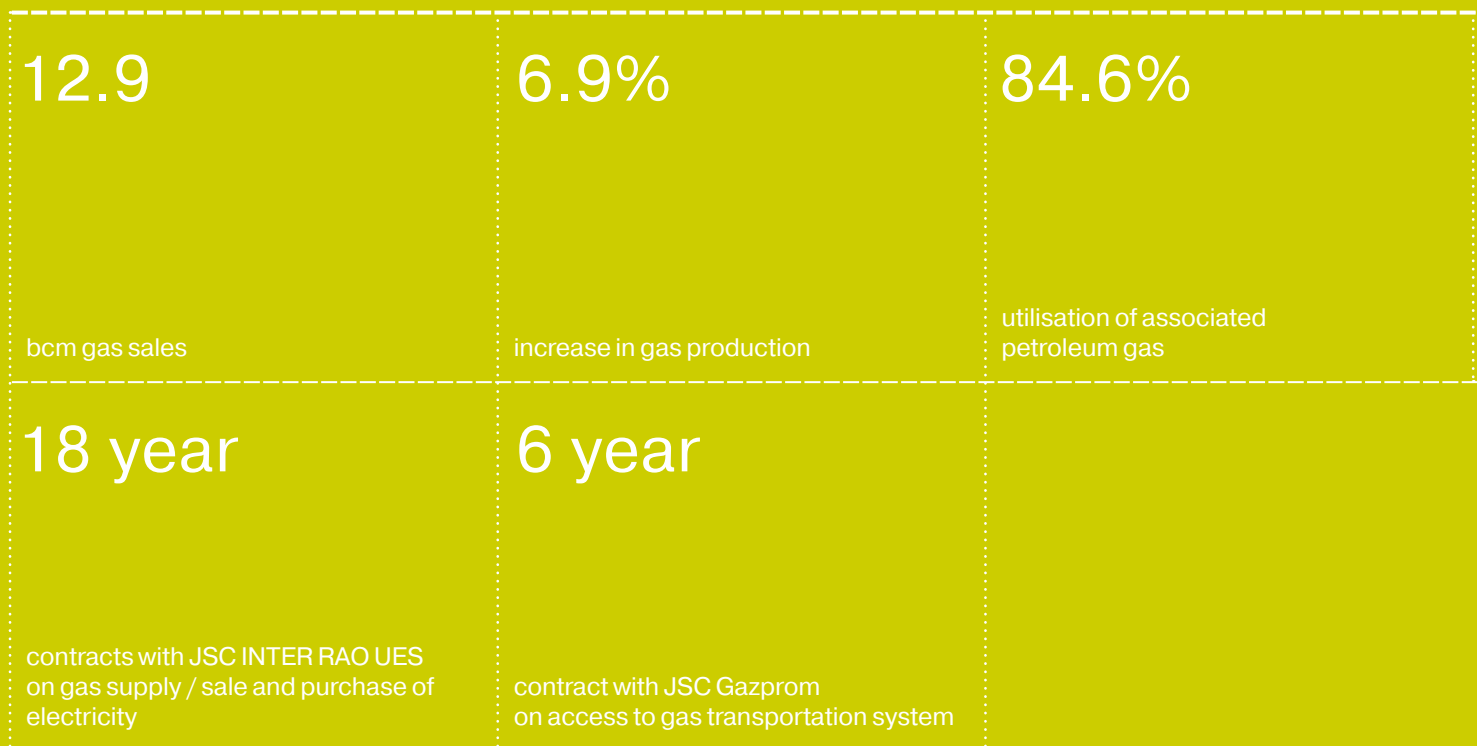 12.9
bcm gas sales
6.9%
increase in gas production
84.6%
utilisation of associated
petroleum gas
18 year
contracts with JSC INTER RAO UES
on gas supply / sale and purchase of
electricity
6 year
contract with JSC Gazprom
on access to gas transportation system